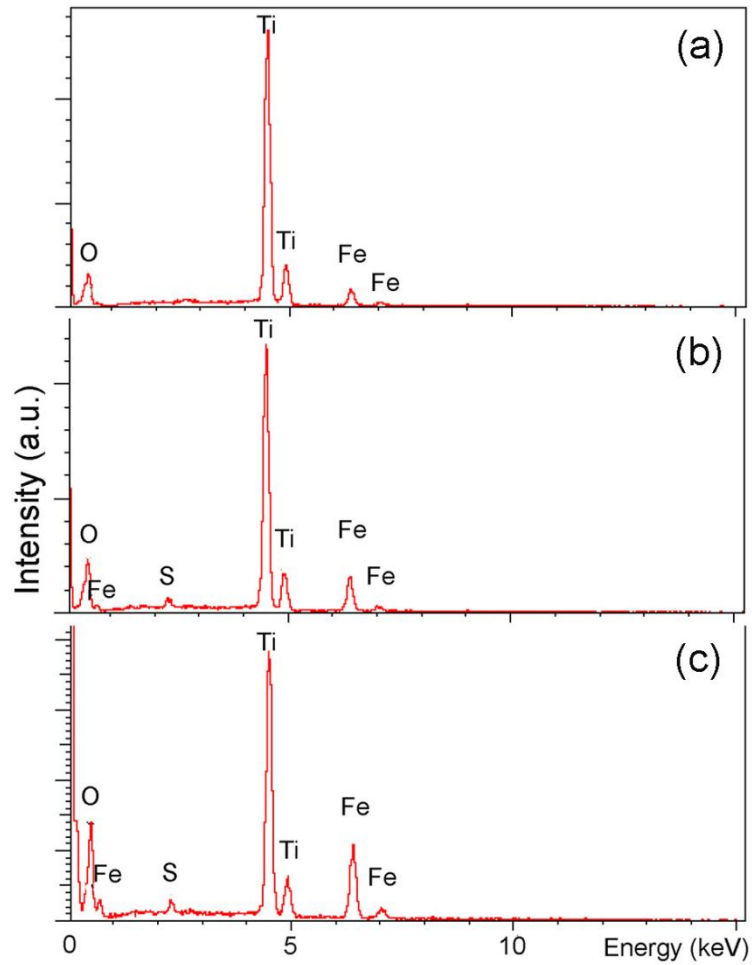 Ti
(a)
O
Ti
Fe
Fe
Ti
(b)
O
Fe
S
Ti
Fe
Fe
Ti
(c)
O
Fe
S
Ti
Fe
Fe
Intensity (a.u.)
0
5
10
Energy (keV)